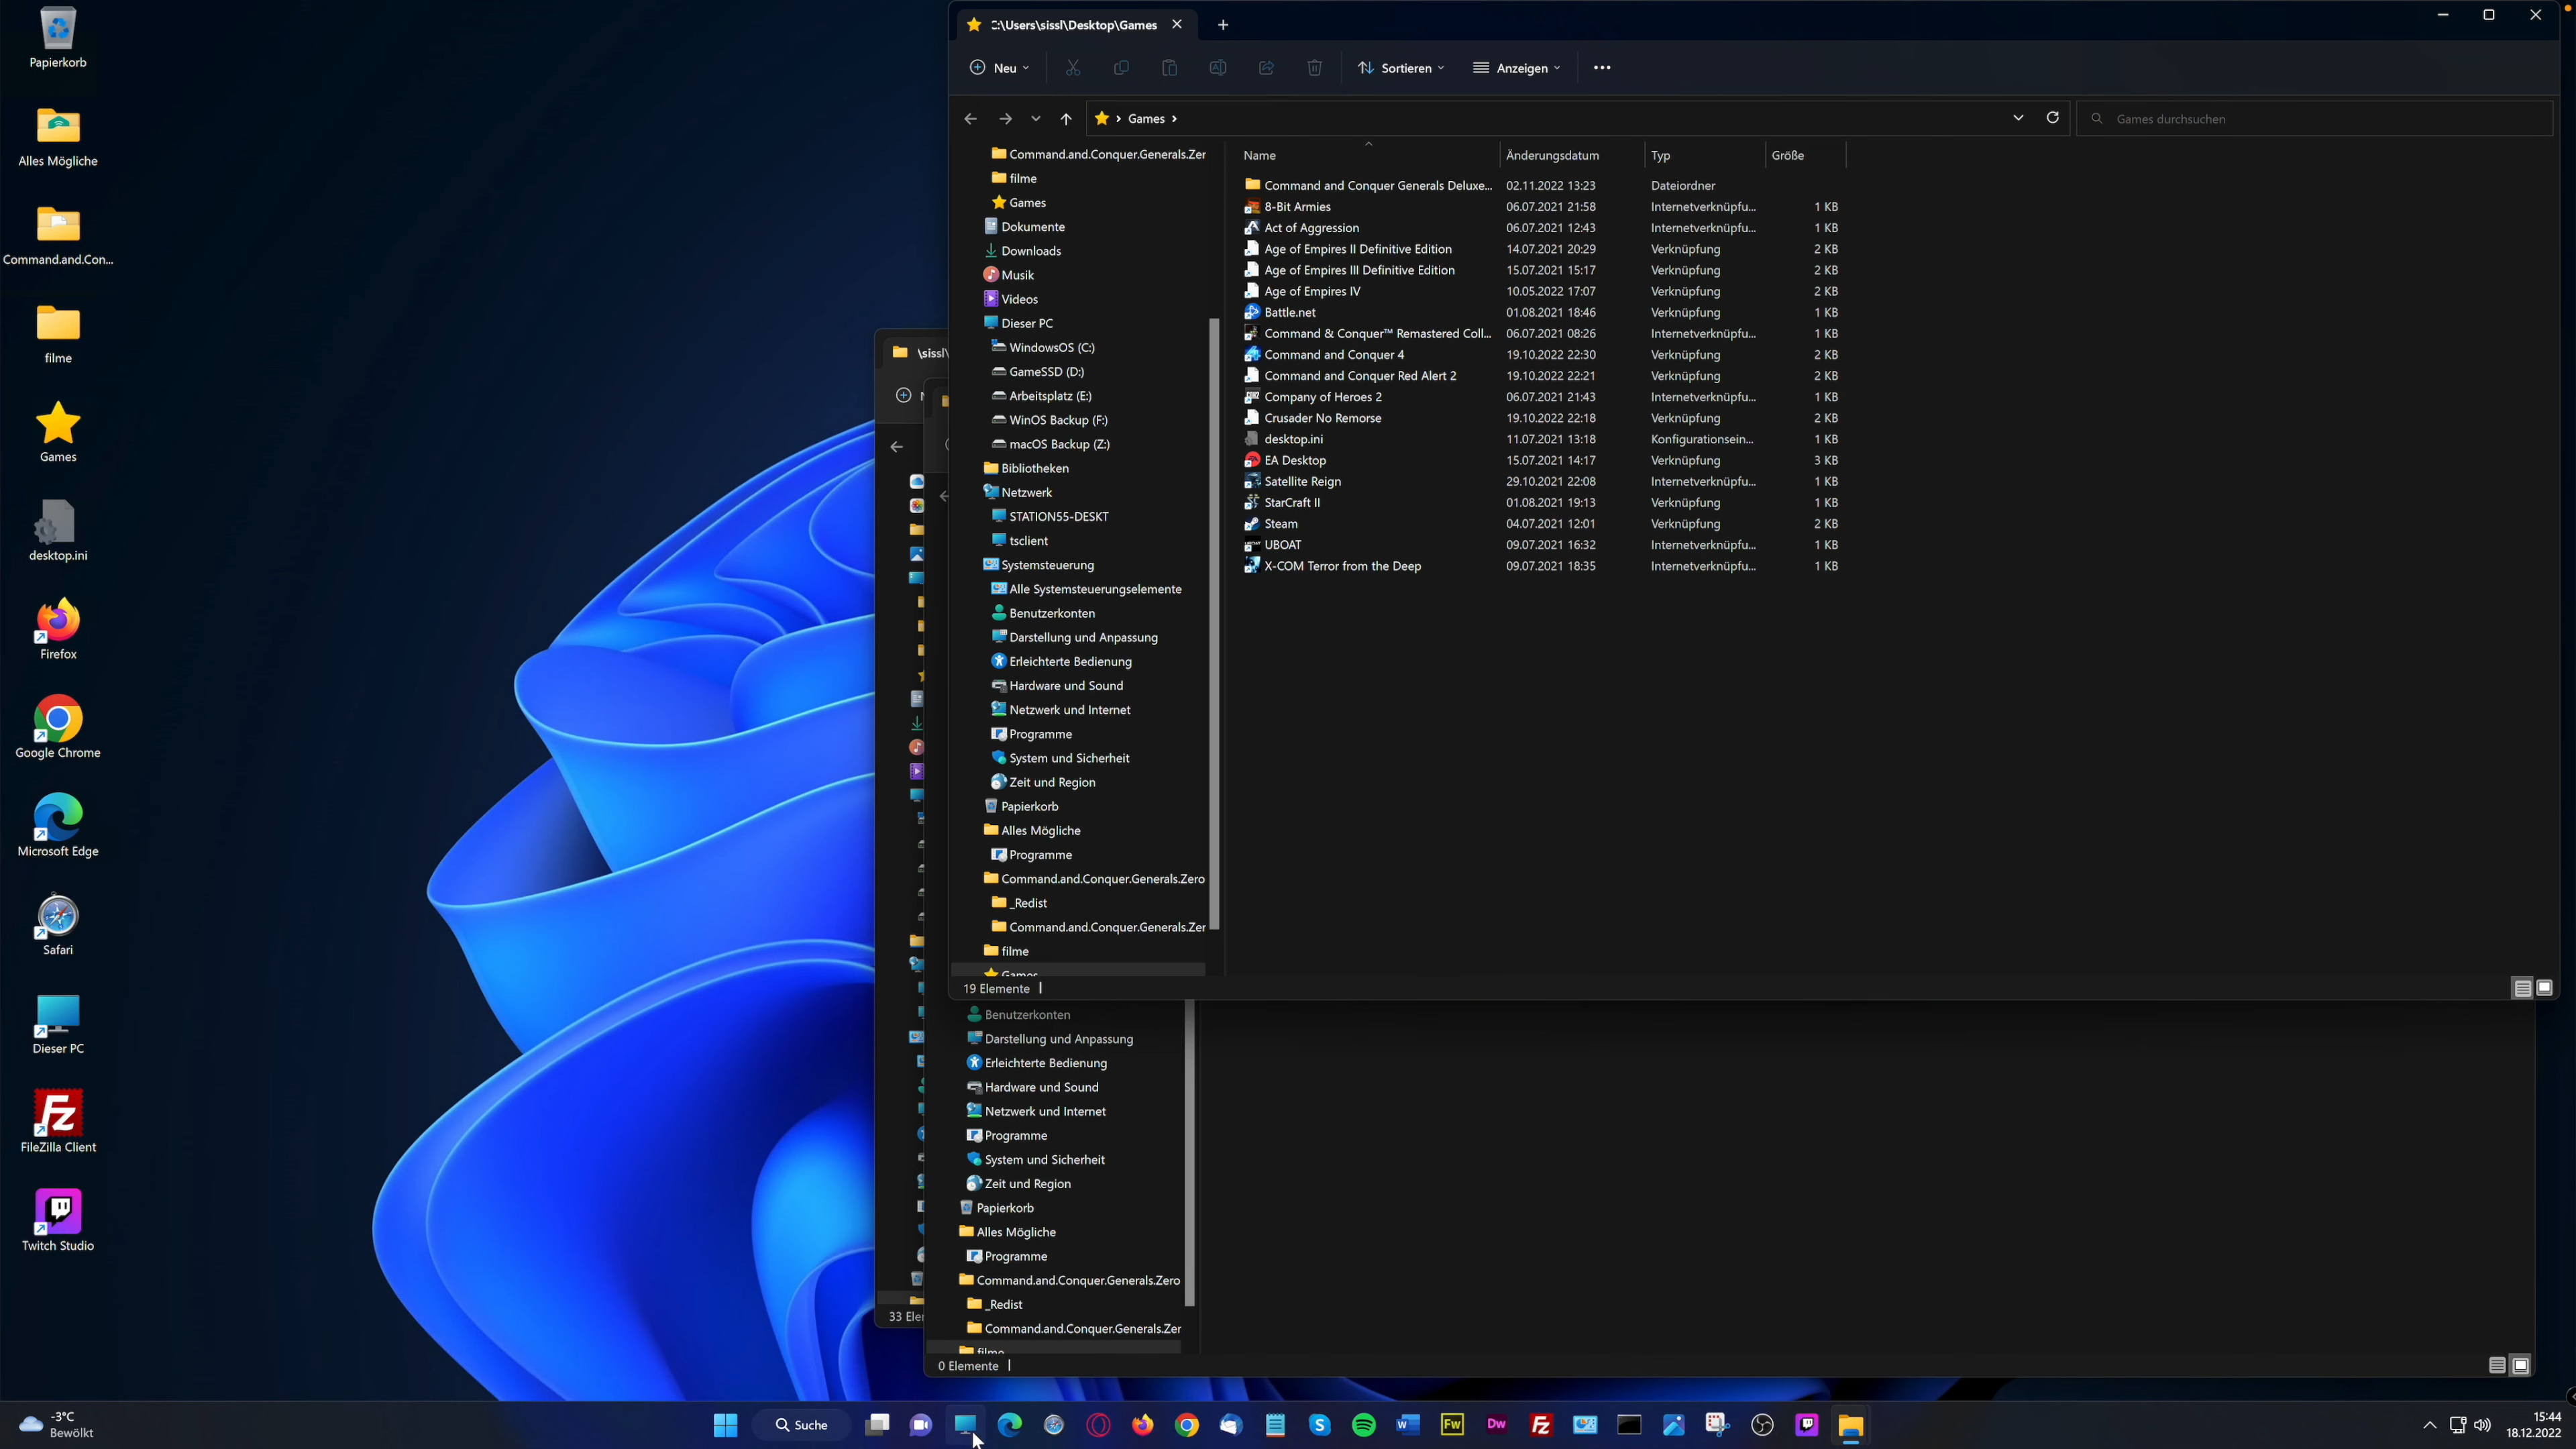 Papierkorb
Alles Mögliche
Command.and.Con...
filme
Games
desktop.ini
Firefox
Google Chrome
Microsoft Edge
Safari
Dieser PC
FileZilla Client
Twitch Studio
:\Users\sissl\Desktop\Games
Neu
Sortieren
Anzeigen
Games
Games durchsuchen
Command.and.Conquer.Generals.Zer
filme
Games
Dokumente
Downloads
Musik
Videos
Dieser PC
WindowsOS (C:)
GameSSD (D:)
Arbeitsplatz (E:)
WinOS Backup (F:)
macOS Backup (Z:)
Bibliotheken
Netzwerk
STATION55-DESKT
tsclient
Systemsteuerung
Alle Systemsteuerungselemente
Benutzerkonten
Darstellung und Anpassung
Erleichterte Bedienung
Hardware und Sound
Netzwerk und Internet
Programme
System und Sicherheit
Zeit und Region
Papierkorb
Alles Mögliche
Programme
Command.and.Conquer.Generals.Zero
_Redist
Command.and.Conquer.Generals.Zer
filme
Games
Name Änderungsdatum Typ Größe
Command and Conquer Generals Deluxe... 02.11.2022 13:23 Dateiordner
8-Bit Armies 06.07.2021 21:58 Internetverknüpfu... 1 KB
Act of Aggression 06.07.2021 12:43 Internetverknüpfu... 1 KB
Age of Empires II Definitive Edition 14.07.2021 20:29 Verknüpfung 2 KB
Age of Empires III Definitive Edition 15.07.2021 15:17 Verknüpfung 2 KB
Age of Empires IV 10.05.2022 17:07 Verknüpfung 2 KB
Battle.net 01.08.2021 18:46 Verknüpfung 1 KB
Command & Conquer™ Remastered Coll... 06.07.2021 08:26 Internetverknüpfu... 1 KB
Command and Conquer 4 19.10.2022 22:30 Verknüpfung 2 KB
Command and Conquer Red Alert 2 19.10.2022 22:21 Verknüpfung 2 KB
Company of Heroes 2 06.07.2021 21:43 Internetverknüpfu... 1 KB
Crusader No Remorse 19.10.2022 22:18 Verknüpfung 2 KB
desktop.ini 11.07.2021 13:18 Konfigurationsein... 1 KB
EA Desktop 15.07.2021 14:17 Verknüpfung 3 KB
Satellite Reign 29.10.2021 22:08 Internetverknüpfu... 1 KB
StarCraft II 01.08.2021 19:13 Verknüpfung 2 KB
Steam 04.07.2021 12:01 Verknüpfung 2 KB
UBOAT 09.07.2021 16:32 Internetverknüpfu... 1 KB
X-COM Terror from the Deep 09.07.2021 18:35 Internetverknüpfu... 1 KB
19 Elemente
\sissl\
33 Eler
Benutzerkonten
Darstellung und Anpassung
Erleichterte Bedienung
Hardware und Sound
Netzwerk und Internet
Programme
System und Sicherheit
Zeit und Region
Papierkorb
Alles Mögliche
Programme
Command.and.Conquer.Generals.Zero
_Redist
Command.and.Conquer.Generals.Zer
filme
0 Elemente
-3°C
Bewölkt
Suche
Fw
Dw
Fz
15:44
18.12.2022